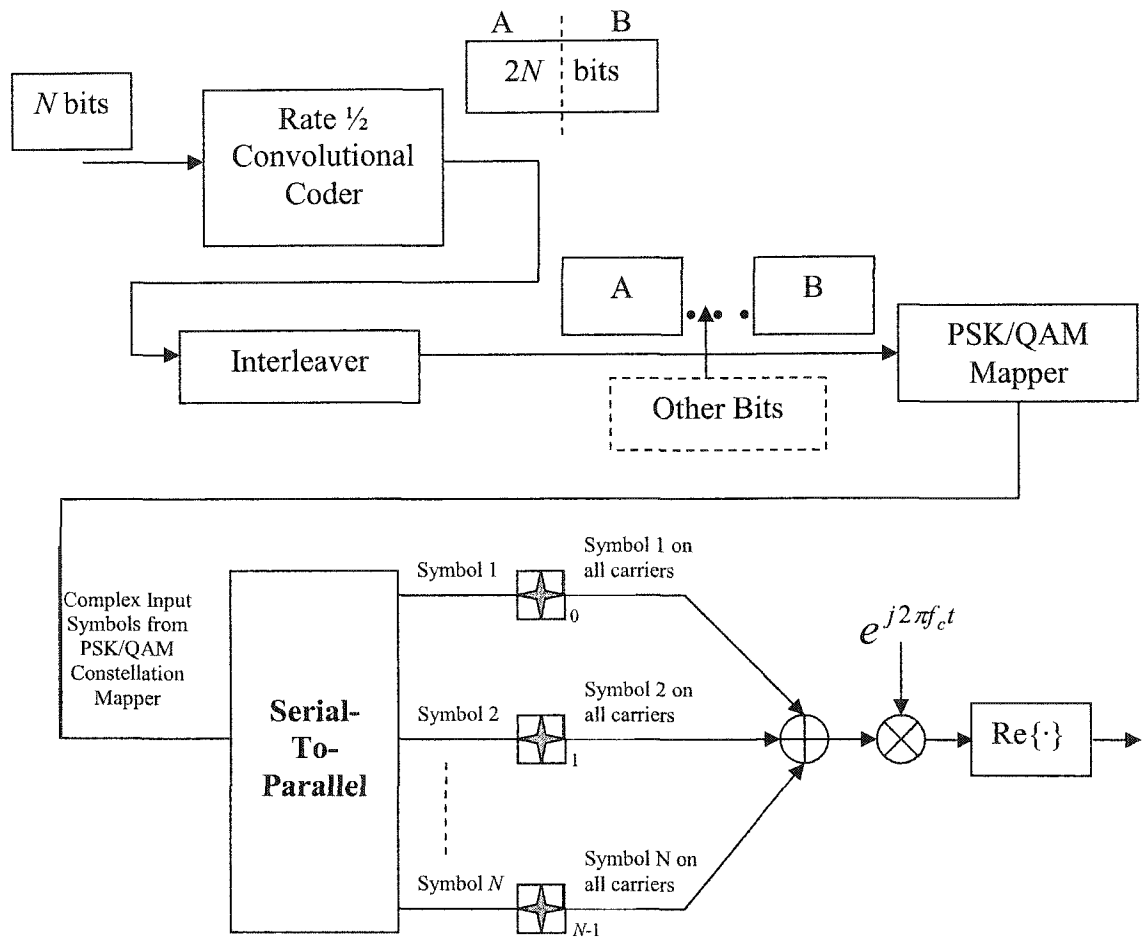 A B
2N bits
N bits
Rate ½
Convolutional
Coder
A
B
Interleaver
Other Bits
PSK/QAM
Mapper
Complex Input
Symbols from
PSK/QAM
Constellation
Mapper
Serial-
To-
Parallel
Symbol 1
0
Symbol 1 on
all carriers
Symbol 2
1
Symbol 2 on
all carriers
Symbol N
N-1
Symbol N on
all carriers
e^{j2πf_c t}
Re{·}